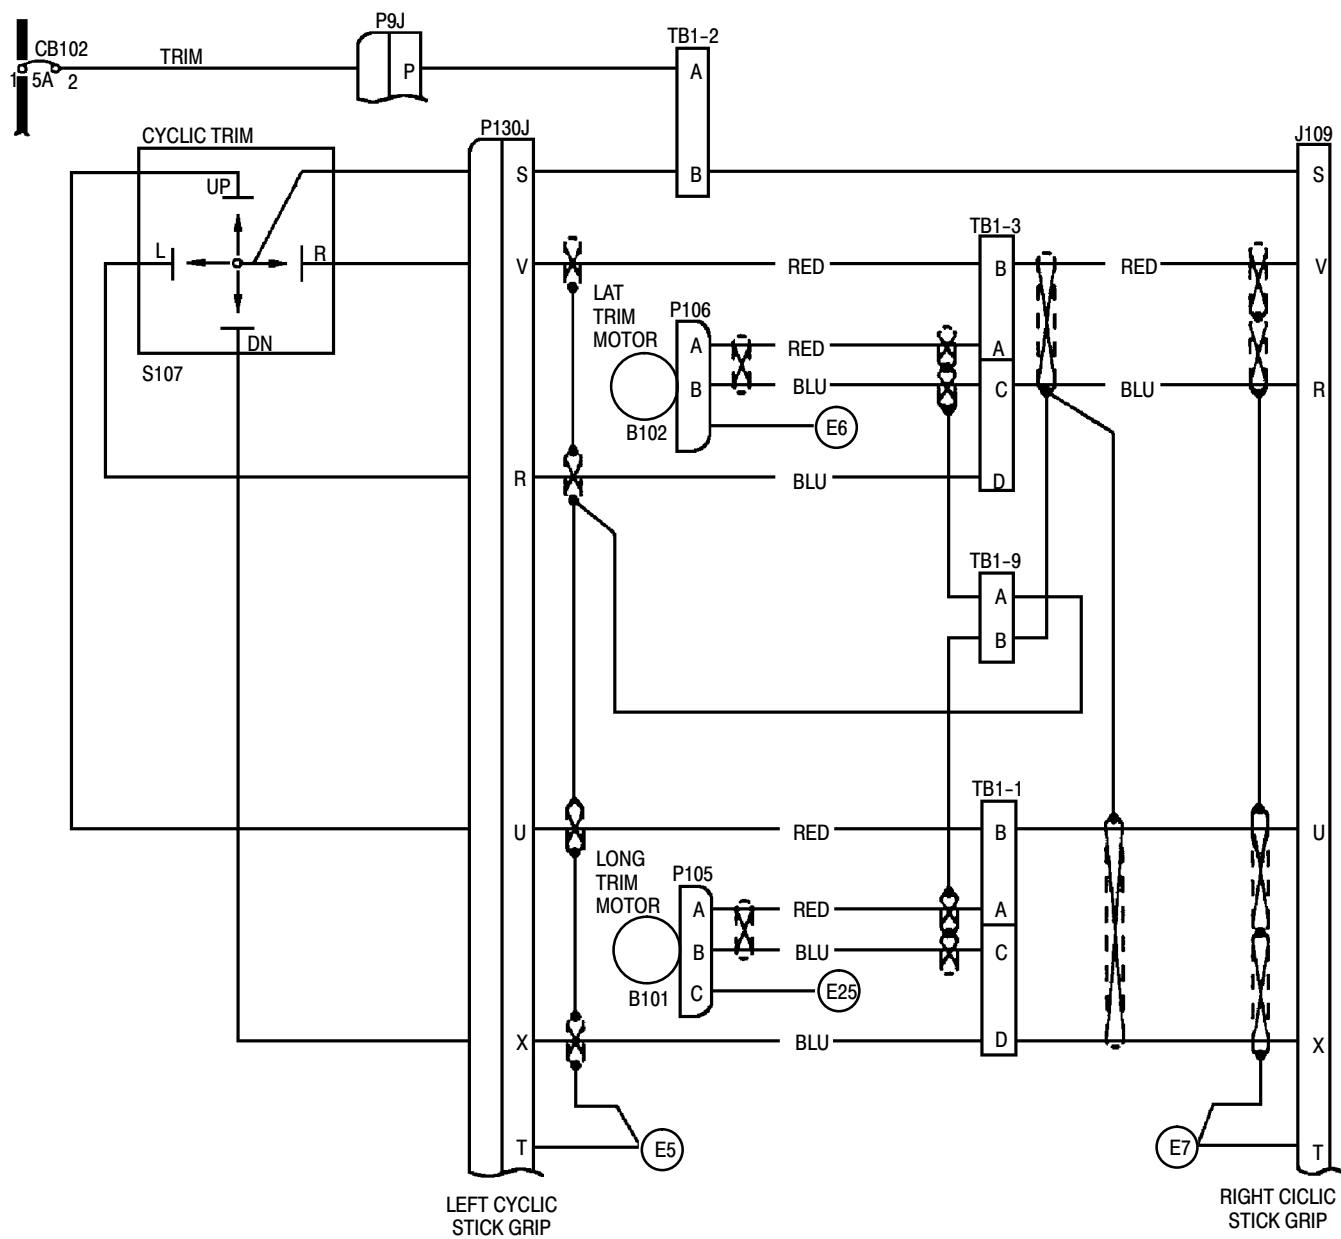 P9J
TB1-2
CB102
TRIM
1 5A 2
P
A
CYCLIC TRIM
P130J
J109
UP
S
B
S
TB1-3
L
R
V
RED
B
RED
V
LAT
TRIM
MOTOR
P106
A
RED
A
DN
S107
B
BLU
C
BLU
R
B102
E6
R
BLU
D
TB1-9
A
B
TB1-1
U
RED
B
U
LONG
TRIM
MOTOR
P105
A
RED
A
B
BLU
C
B101
C
E25
X
BLU
D
X
T
E5
E7
T
LEFT CYCLIC
STICK GRIP
RIGHT CICLIC
STICK GRIP